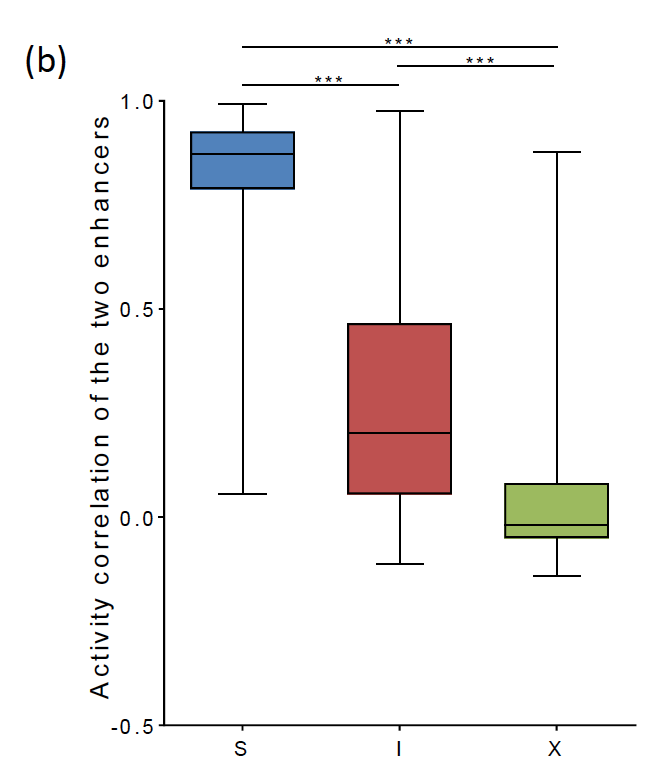 (b)
***
***
***
1.0
0.5
0.0
-0.5
Activity correlation of the two enhancers
S
I
X